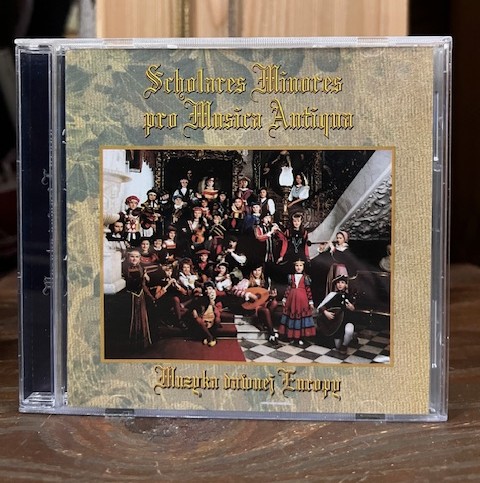 Scholares Minores
pro Musica Antiqua
Muzyka dawnej Europy